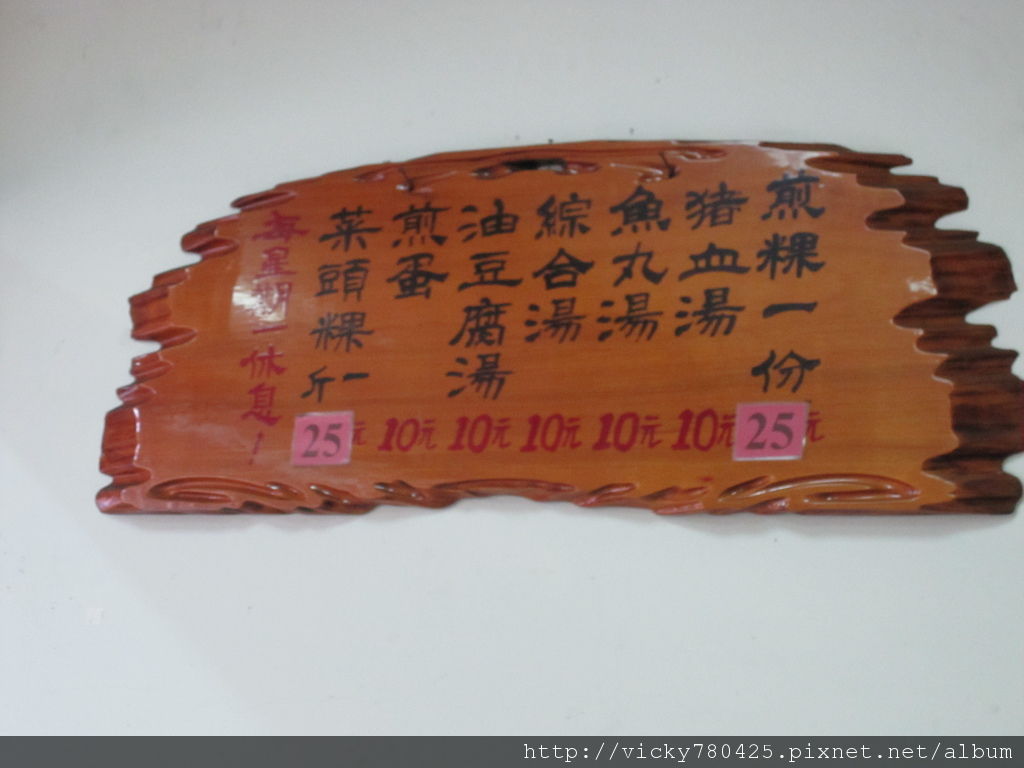 煎粿一份 25元
猪血湯 10元
魚丸湯 10元
綜合湯 10元
油豆腐湯 10元
煎蛋 10元
菜頭粿一斤 25元
每星期一休息!
http://vicky780425.pixnet.net/album